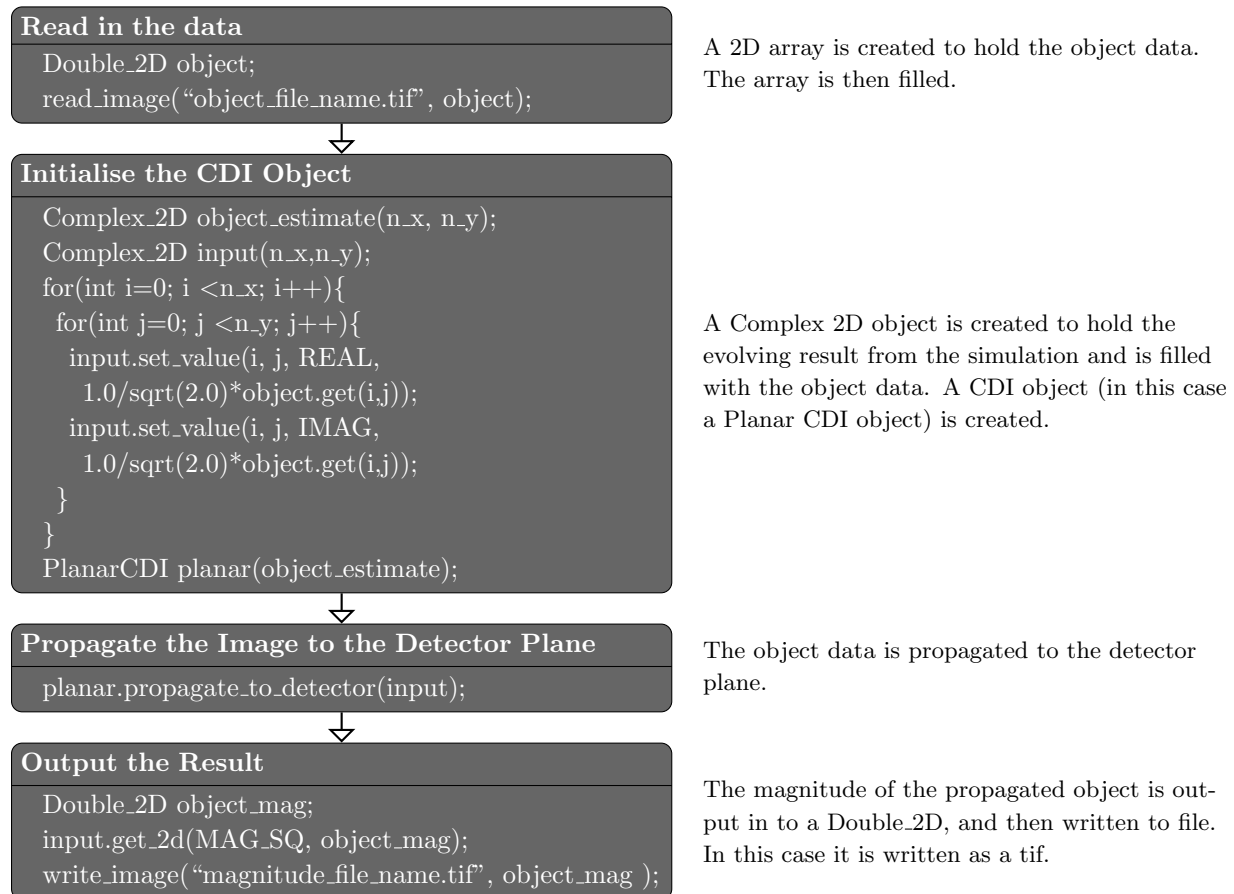 Read in the data
Double_2D object;
read_image(“object_file_name.tif”, object);
A 2D array is created to hold the object data.
The array is then filled.
Initialise the CDI Object
Complex_2D object_estimate(n_x, n_y);
Complex_2D input(n_x,n_y);
for(int i=0; i <n_x; i++){
for(int j=0; j <n_y; j++){
input.set_value(i, j, REAL,
1.0/sqrt(2.0)*object.get(i,j));
input.set_value(i, j, IMAG,
1.0/sqrt(2.0)*object.get(i,j));
}
}
PlanarCDI planar(object_estimate);
A Complex 2D object is created to hold the
evolving result from the simulation and is filled
with the object data. A CDI object (in this case
a Planar CDI object) is created.
Propagate the Image to the Detector Plane
planar.propagate_to_detector(input);
The object data is propagated to the detector
plane.
Output the Result
Double_2D object_mag;
input.get_2d(MAG_SQ, object_mag);
write_image(“magnitude_file_name.tif”, object_mag );
The magnitude of the propagated object is out-
put in to a Double_2D, and then written to file.
In this case it is written as a tif.